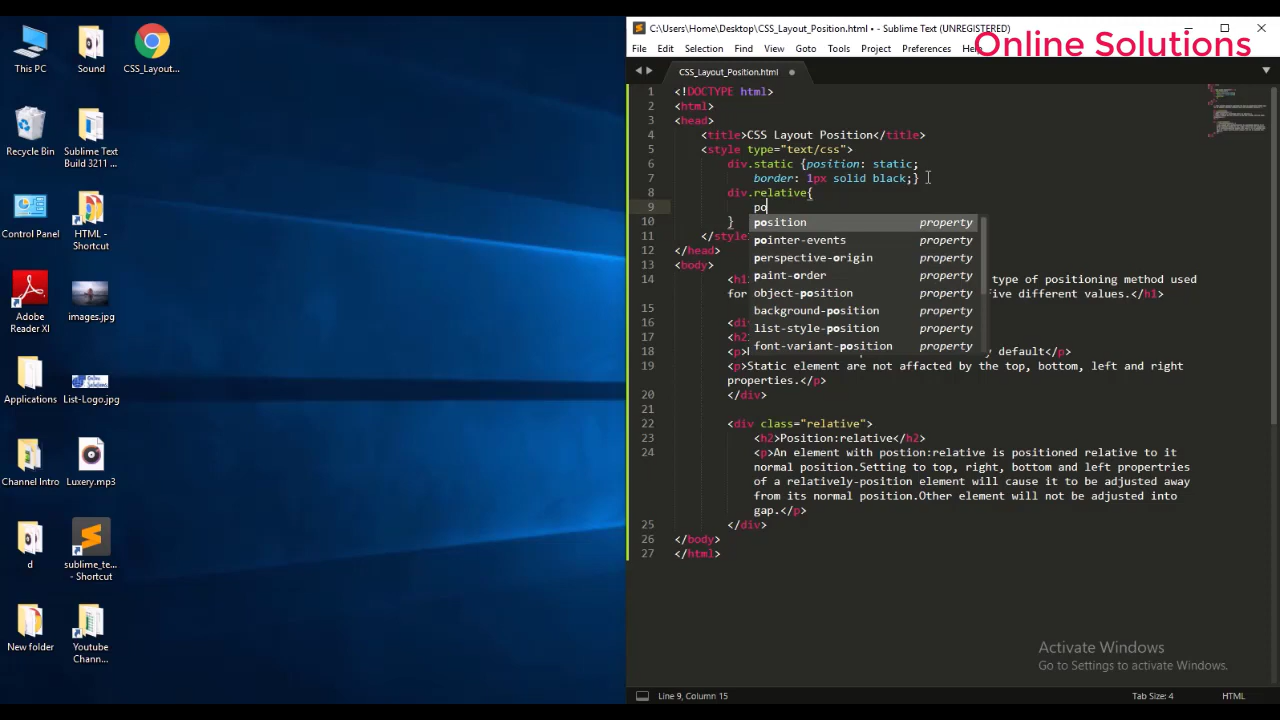 This PC
Sound
CSS_Layout...
Recycle Bin
Sublime Text
Build 3211 ...
Control Panel
HTML -
Shortcut
Adobe
Reader XI
images.jpg
Applications
List-Logo.jpg
Channel Intro
Luxery.mp3
d
sublime_te...
- Shortcut
New folder
Youtube
Chann...
C:\Users\Home\Desktop\CSS_Layout_Position.html • - Sublime Text (UNREGISTERED)
File Edit Selection Find View Goto Tools Project Preferences
Online Solutions
CSS_Layout_Position.html
1 <!DOCTYPE html>
2 <html>
3 <head>
4 <title>CSS Layout Position</title>
5 <style type="text/css">
6 div.static {position: static;
7 border: 1px solid black;}
8 div.relative{
9 po
10 }
11 </style
12 </head>
13 <body>
position property
pointer-events property
perspective-origin property
paint-order property
object-position property
background-position property
list-style-position property
font-variant-position property
14 <h1 type of positioning method used
for five different values.</h1>
15
16 <di
17 <h2
18 <p> default</p>
19 <p>Static element are not affacted by the top, bottom, left and right
properties.</p>
20 </div>
21
22 <div class="relative">
23 <h2>Position:relative</h2>
24 <p>An element with postion:relative is positioned relative to it
normal position.Setting to top, right, bottom and left propertries
of a relatively-position element will cause it to be adjusted away
from its normal position.Other element will not be adjusted into
gap.</p>
25 </div>
26 </body>
27 </html>
Activate Windows
Go to Settings to activate Windows.
Line 9, Column 15
Tab Size: 4
HTML